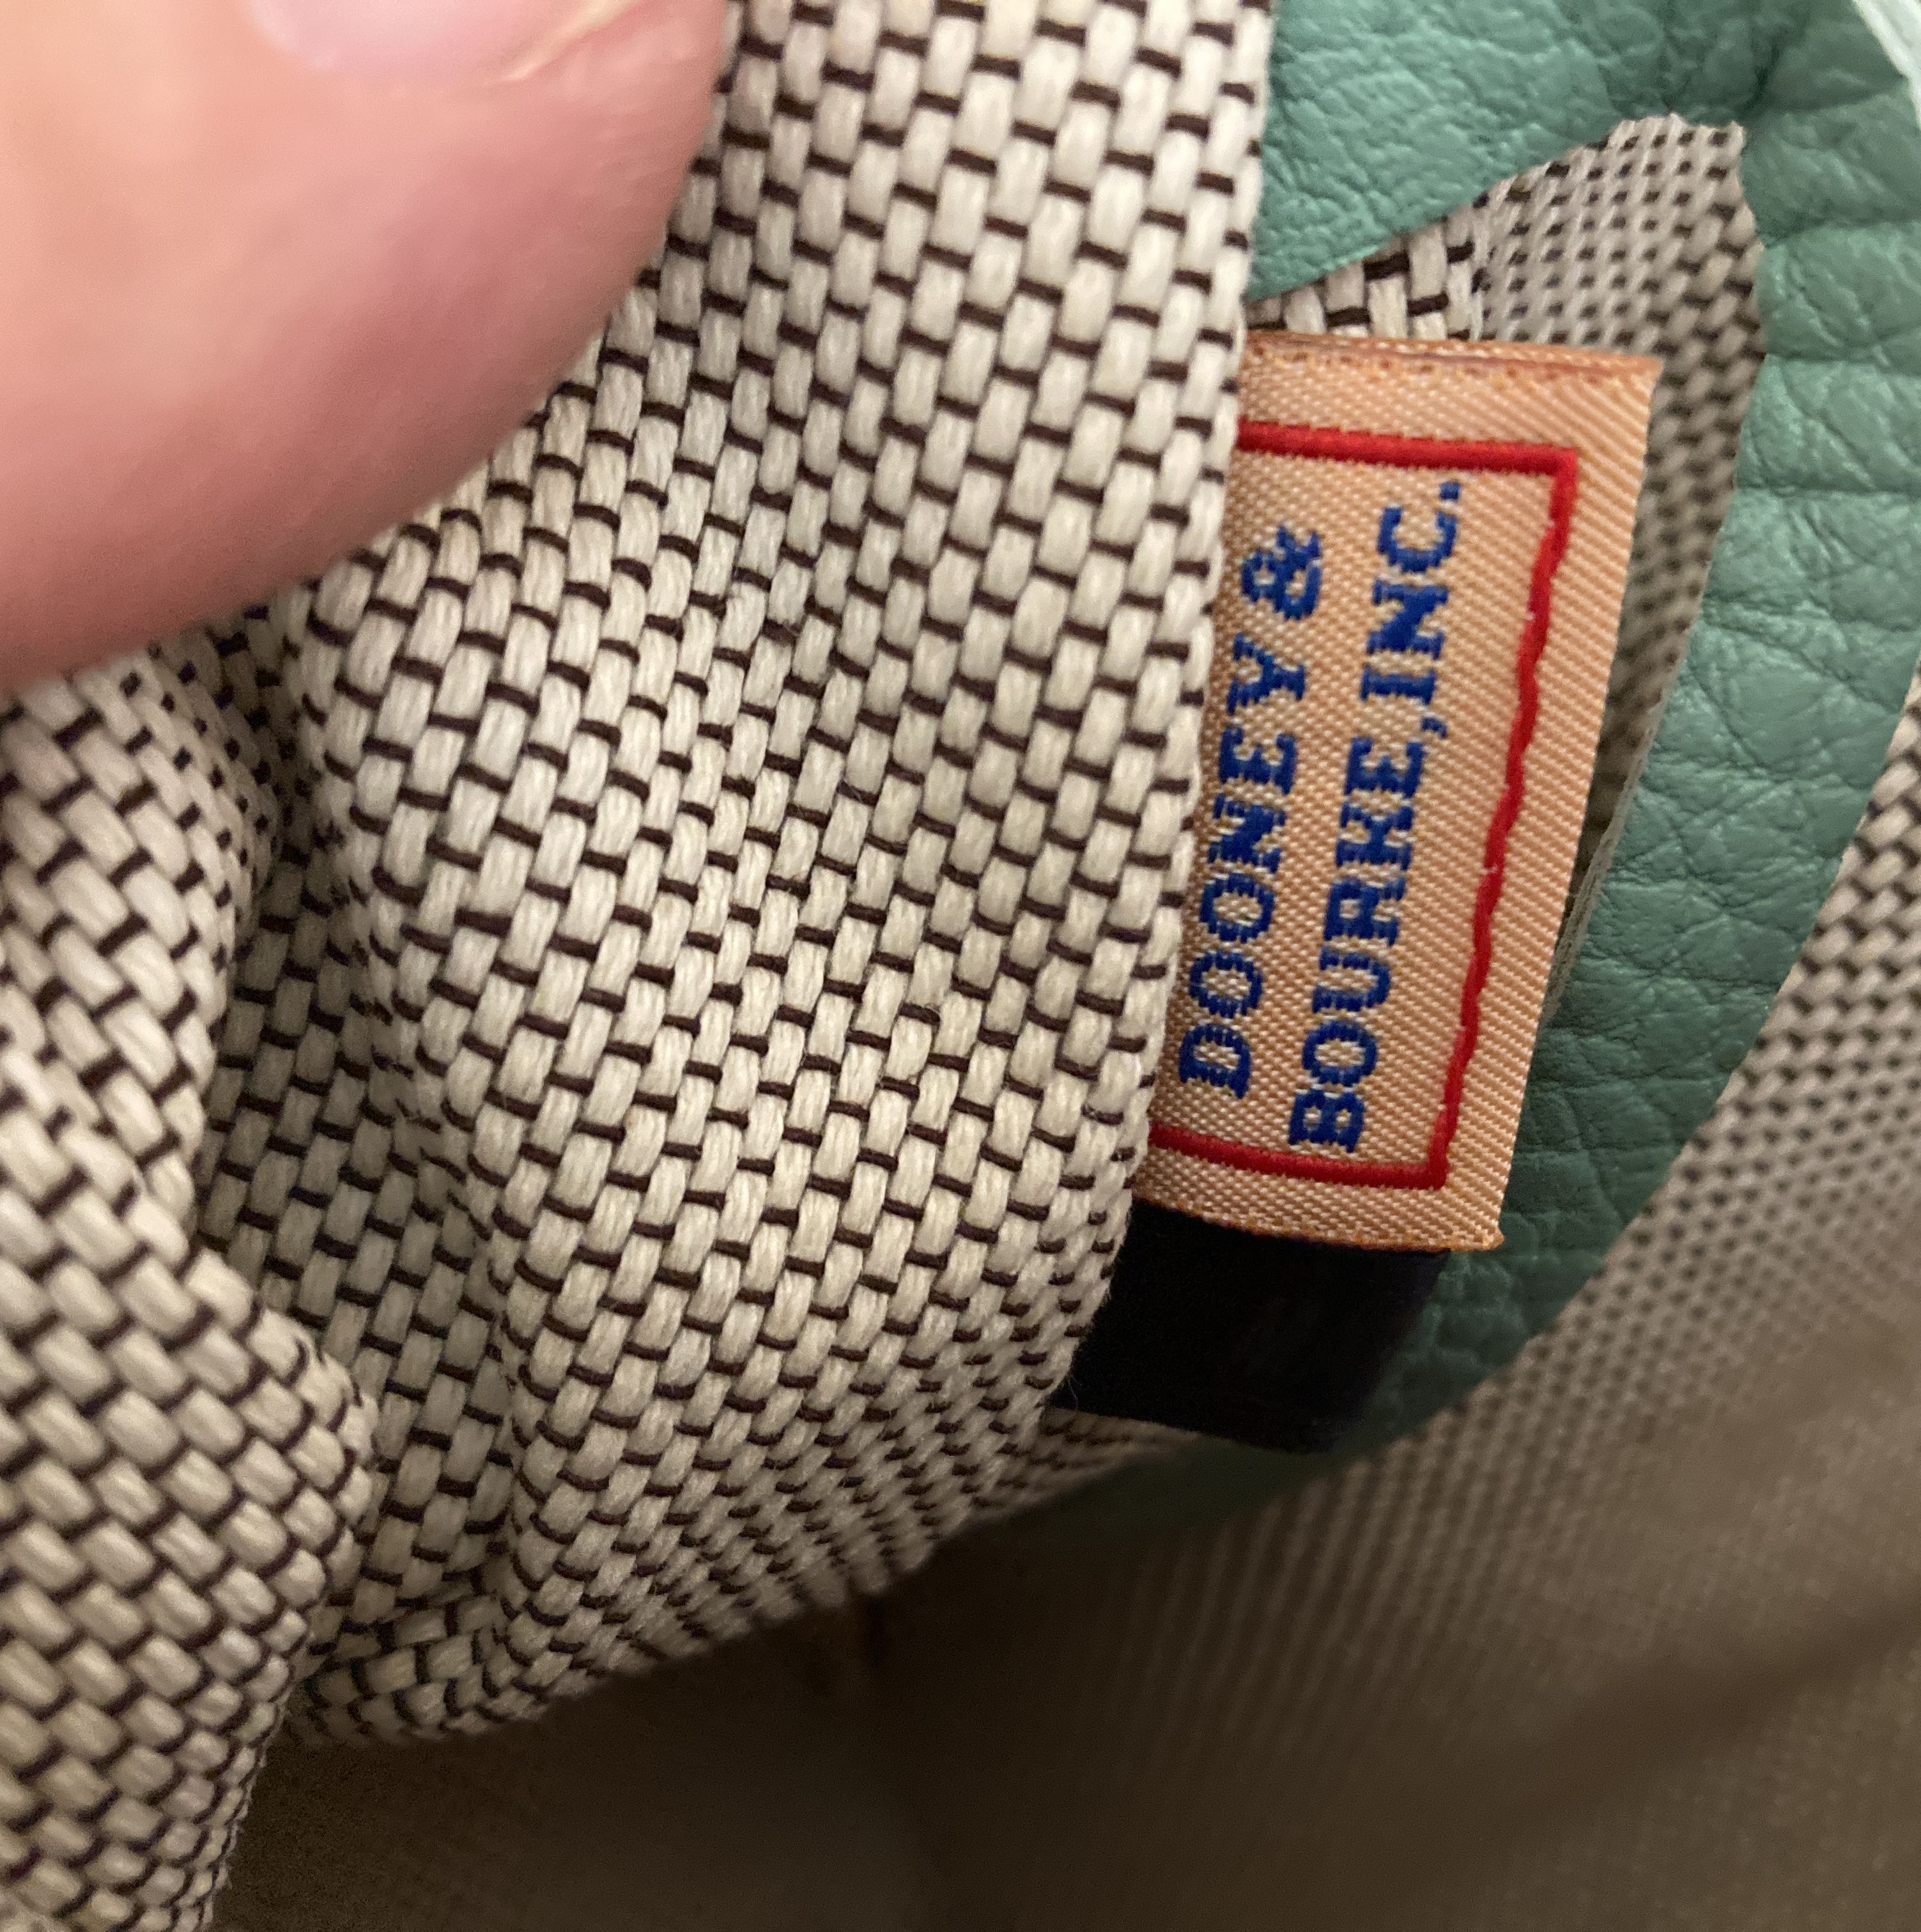 DOONEY &
BOURKE, INC.